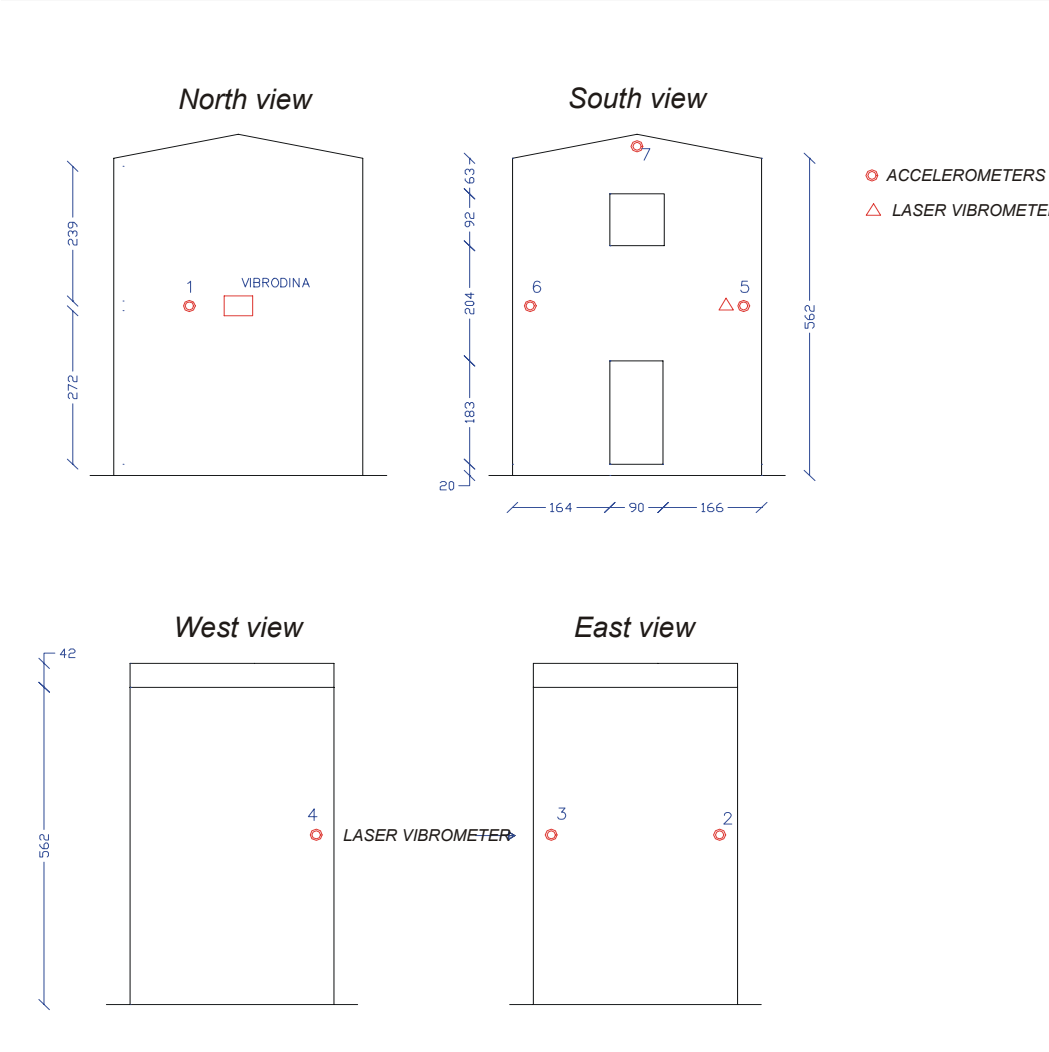 North view
South view
7
ACCELEROMETERS
LASER VIBROMETE
63
92
204
183
20
239
272
1
VIBRODINA
6
5
562
164
90
166
West view
East view
42
562
4
LASER VIBROMETER
3
2